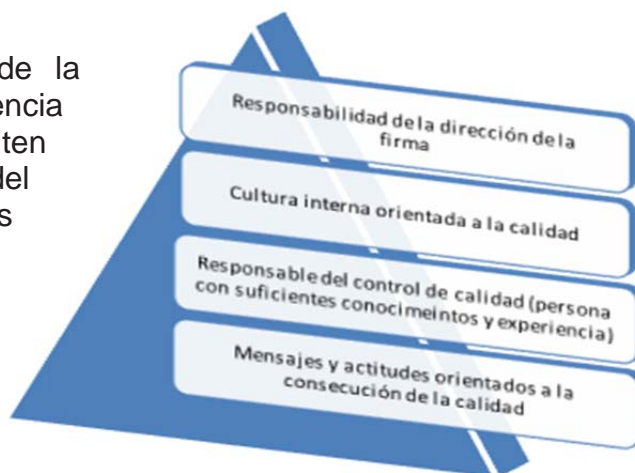 de la
encia
ten
del
s
Responsabilidad de la dirección de la
firma
Cultura interna orientada a la calidad
Responsable del control de calidad (persona
con suficientes conocimeintos y experiencia)
Mensajes y actitudes orientados a la
consecución de la calidad